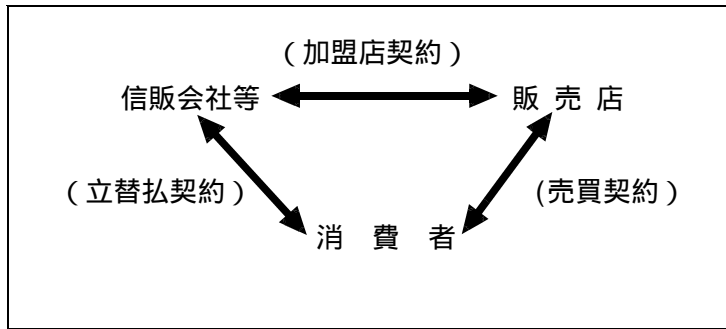 （加盟店契約）
信販会社等　販 売 店
（立替払契約）　(売買契約）
消　費　者